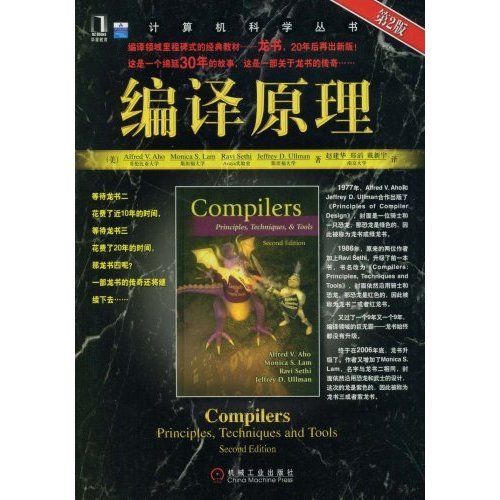 计算机科学丛书
华章教育
第2版
编译领域里程碑式的经典教材——龙书，20年后再出新版！
这是一个绵延30年的故事，这是一部关于龙书的传奇……
编译原理
（美） Alfred V. Aho Monica S. Lam Ravi Sethi Jeffrey D. Ullman 著 赵建华 郑滔 戴新宇 译
哥伦比亚大学 斯坦福大学 Avaya实验室 斯坦福大学 南京大学
等待龙书二
花费了近10年的时间，
等待龙书三
花费了20年的时间，
那龙书四呢？
一部龙书的传奇还将继
续下去……
Compilers
Principles, Techniques, & Tools
Second Edition
Alfred V. Aho
Monica S. Lam
Ravi Sethi
Jeffrey D. Ullman
1977年，Alfred V. Aho和
Jeffrey D. Ullman合作出版了
《Principles of Compiler
Design》，封面是一位骑士和
一只恐龙，那恐龙是绿色的，因
此被称为龙书或绿龙书。
1986年，原来的两位作者
加上Ravi Sethi，升级了前一本
书，书名改为《Compilers:
Principles, Techniques and
Tools》，封面依然沿用骑士和
恐龙，那恐龙是红色的，因此被
称为龙书二或者红龙书。
又过了一个9年又一个9年，
编译领域的巨无霸——龙书始终
都没有升级。
终于在2006年底，龙书升
级了。作者又增加了Monica S.
Lam，名字与龙书二相同，封
面依然沿用恐龙和武士的设计，
这次的龙是紫色的，因此被称为
龙书三或者紫龙书。
Compilers
Principles, Techniques and Tools
Second Edition
机械工业出版社
China Machine Press